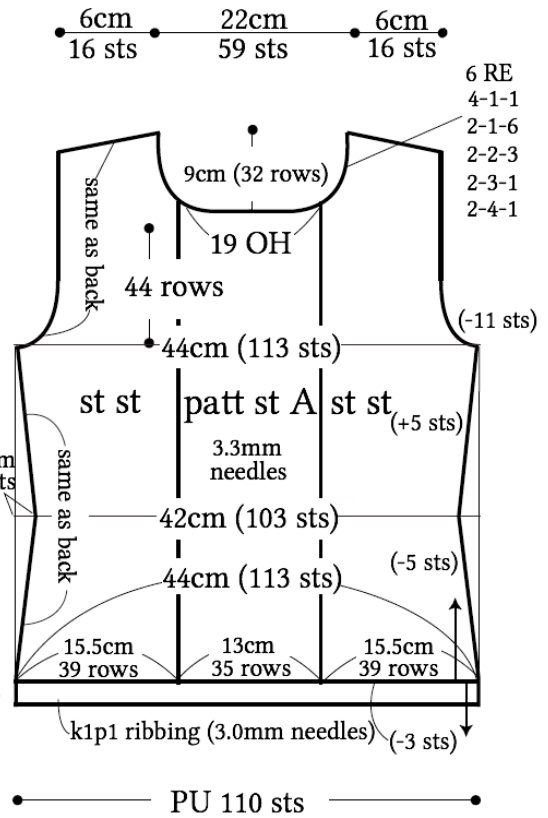 6cm 22cm 6cm
16 sts 59 sts 16 sts
6 RE
4-1-1
2-1-6
2-2-3
2-3-1
2-4-1
9cm (32 rows)
same as back
19 OH
44 rows
(-11 sts)
44cm (113 sts)
st st patt st A st st
(+5 sts)
3.3mm
needles
same as back
42cm (103 sts)
(-5 sts)
44cm (113 sts)
15.5cm 13cm 15.5cm
39 rows 35 rows 39 rows
k1p1 ribbing (3.0mm needles)
(-3 sts)
PU 110 sts